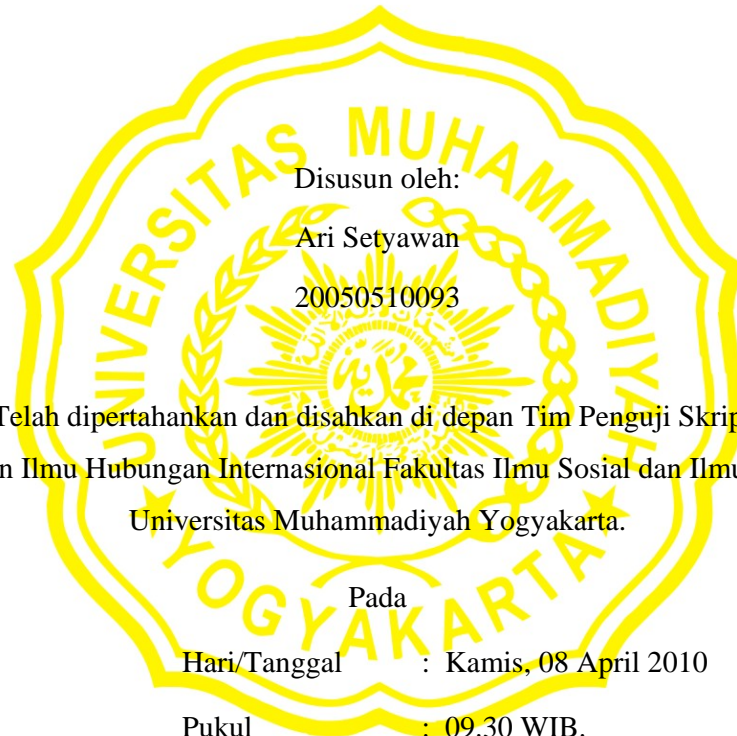 UNIVERSITAS MUHAMMADIYAH
YOGYAKARTA
Disusun oleh:
Ari Setyawan
20050510093
Telah dipertahankan dan disahkan di depan Tim Penguji Skrip
n Ilmu Hubungan Internasional Fakultas Ilmu Sosial dan Ilmu
Universitas Muhammadiyah Yogyakarta.
Pada
Hari/Tanggal : Kamis, 08 April 2010
Pukul : 09.30 WIB.